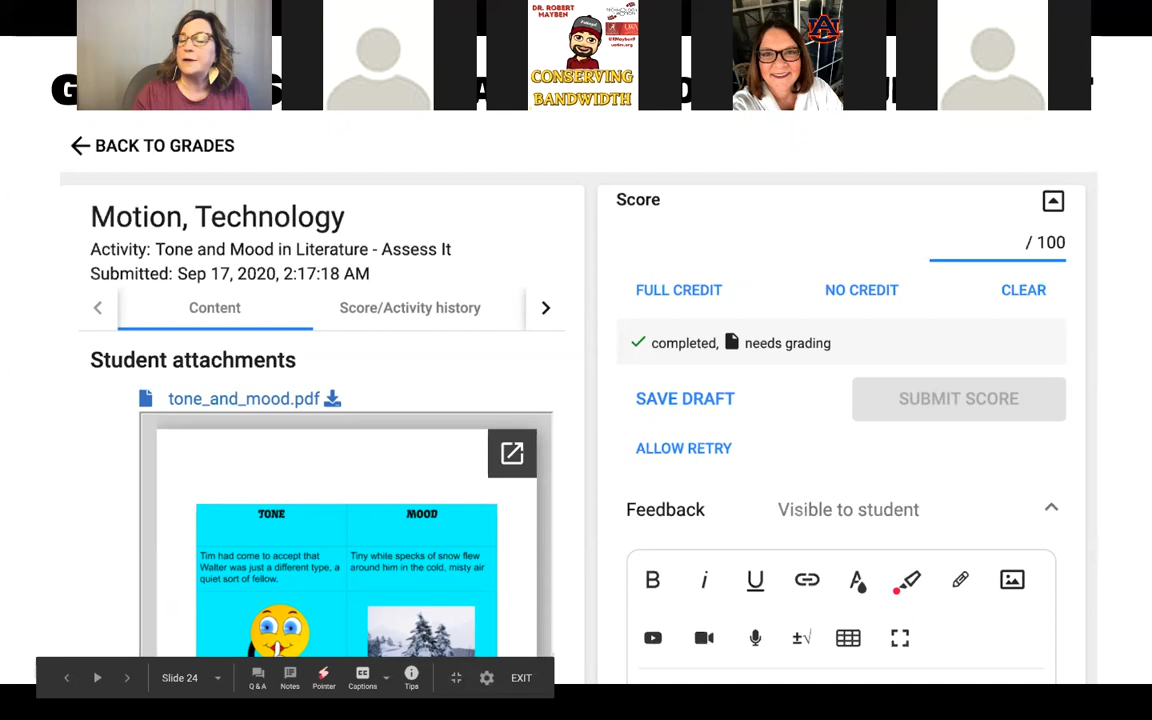 DR. ROBERT
MAYBEN
CONSERVING
BANDWIDTH
BACK TO GRADES
Motion, Technology
Activity: Tone and Mood in Literature - Assess It
Submitted: Sep 17, 2020, 2:17:18 AM
Content
Score/Activity history
Student attachments
tone_and_mood.pdf
TONE
MOOD
Tim had come to accept that
Walter was just a different type, a
quiet sort of fellow.
Tiny white specks of snow flew
around him in the cold, misty air
Score
/ 100
FULL CREDIT
NO CREDIT
CLEAR
completed, needs grading
SAVE DRAFT
SUBMIT SCORE
ALLOW RETRY
Feedback
Visible to student
B i U
Slide 24
Q & A
Notes
Pointer
CC
Captions
Tips
EXIT